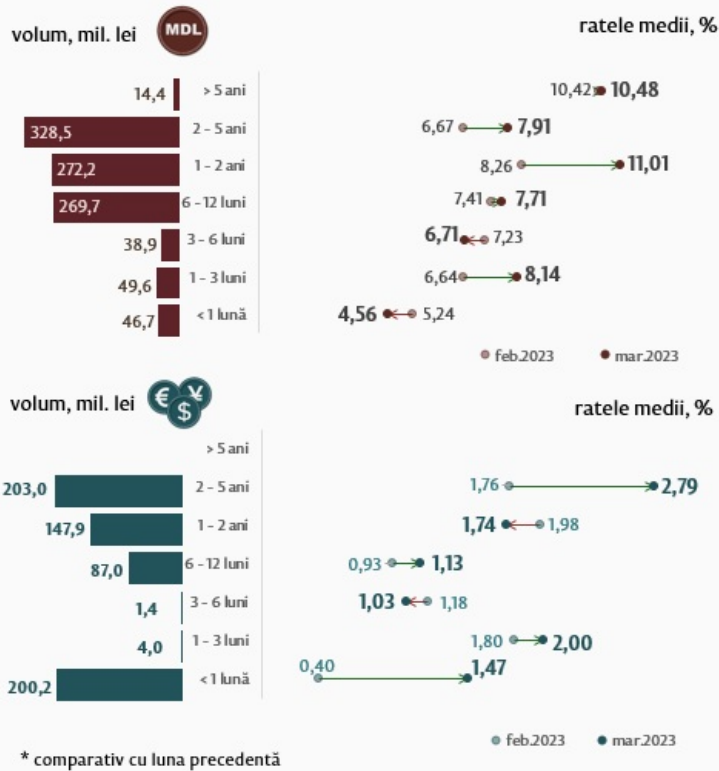 volum, mil. lei MDL ratele medii, %
14,4 > 5 ani 10,42 10,48
328,5 2 - 5 ani 6,67 7,91
272,2 1 - 2 ani 8,26 11,01
269,7 6 - 12 luni 7,41 7,71
38,9 3 - 6 luni 6,71 7,23
49,6 1 - 3 luni 6,64 8,14
46,7 < 1 lună 4,56 5,24
feb.2023 mar.2023
volum, mil. lei € $ ¥ ratele medii, %
> 5 ani
203,0 2 - 5 ani 1,76 2,79
147,9 1 - 2 ani 1,74 1,98
87,0 6 - 12 luni 0,93 1,13
1,4 3 - 6 luni 1,03 1,18
4,0 1 - 3 luni 1,80 2,00
200,2 < 1 lună 0,40 1,47
feb.2023 mar.2023
* comparativ cu luna precedentă